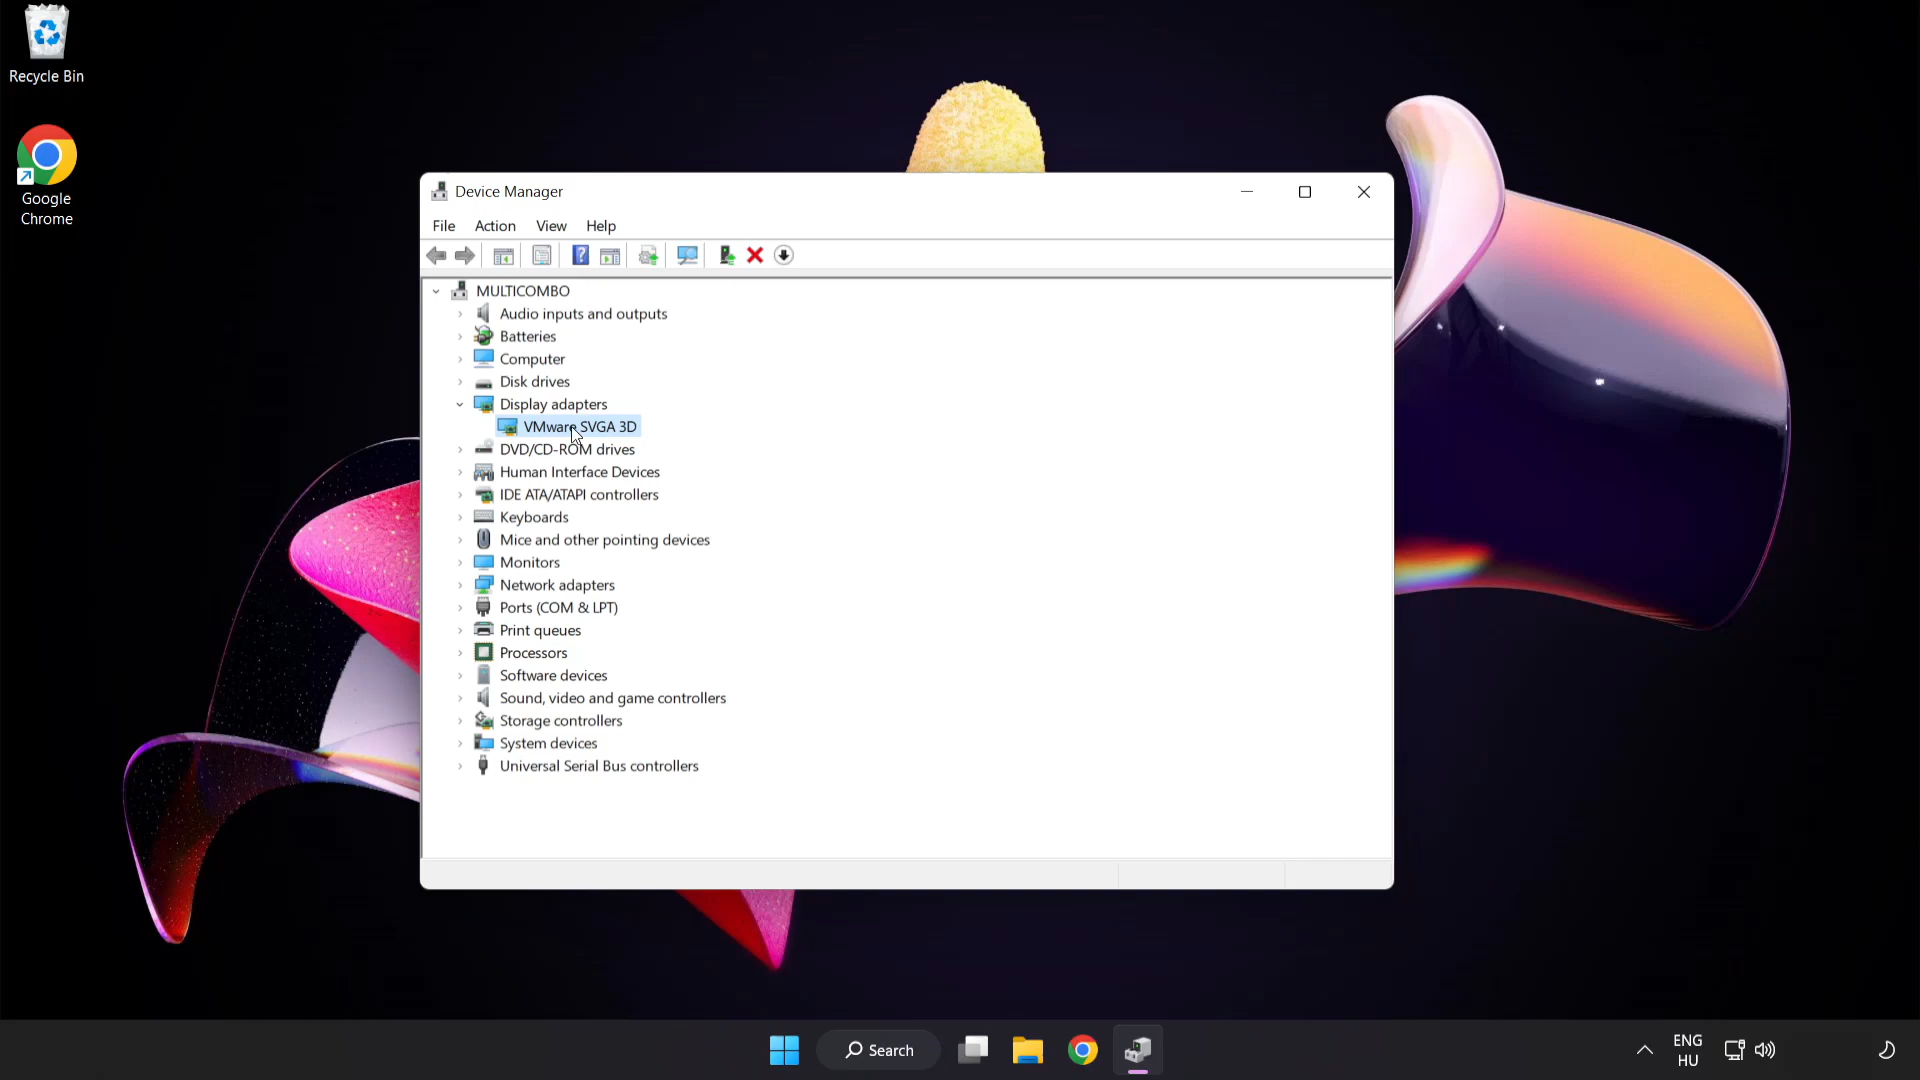 Recycle Bin
Google
Chrome
Device Manager
File Action View Help
MULTICOMBO
Audio inputs and outputs
Batteries
Computer
Disk drives
Display adapters
VMware SVGA 3D
DVD/CD-ROM drives
Human Interface Devices
IDE ATA/ATAPI controllers
Keyboards
Mice and other pointing devices
Monitors
Network adapters
Ports (COM & LPT)
Print queues
Processors
Software devices
Sound, video and game controllers
Storage controllers
System devices
Universal Serial Bus controllers
Search
ENG
HU